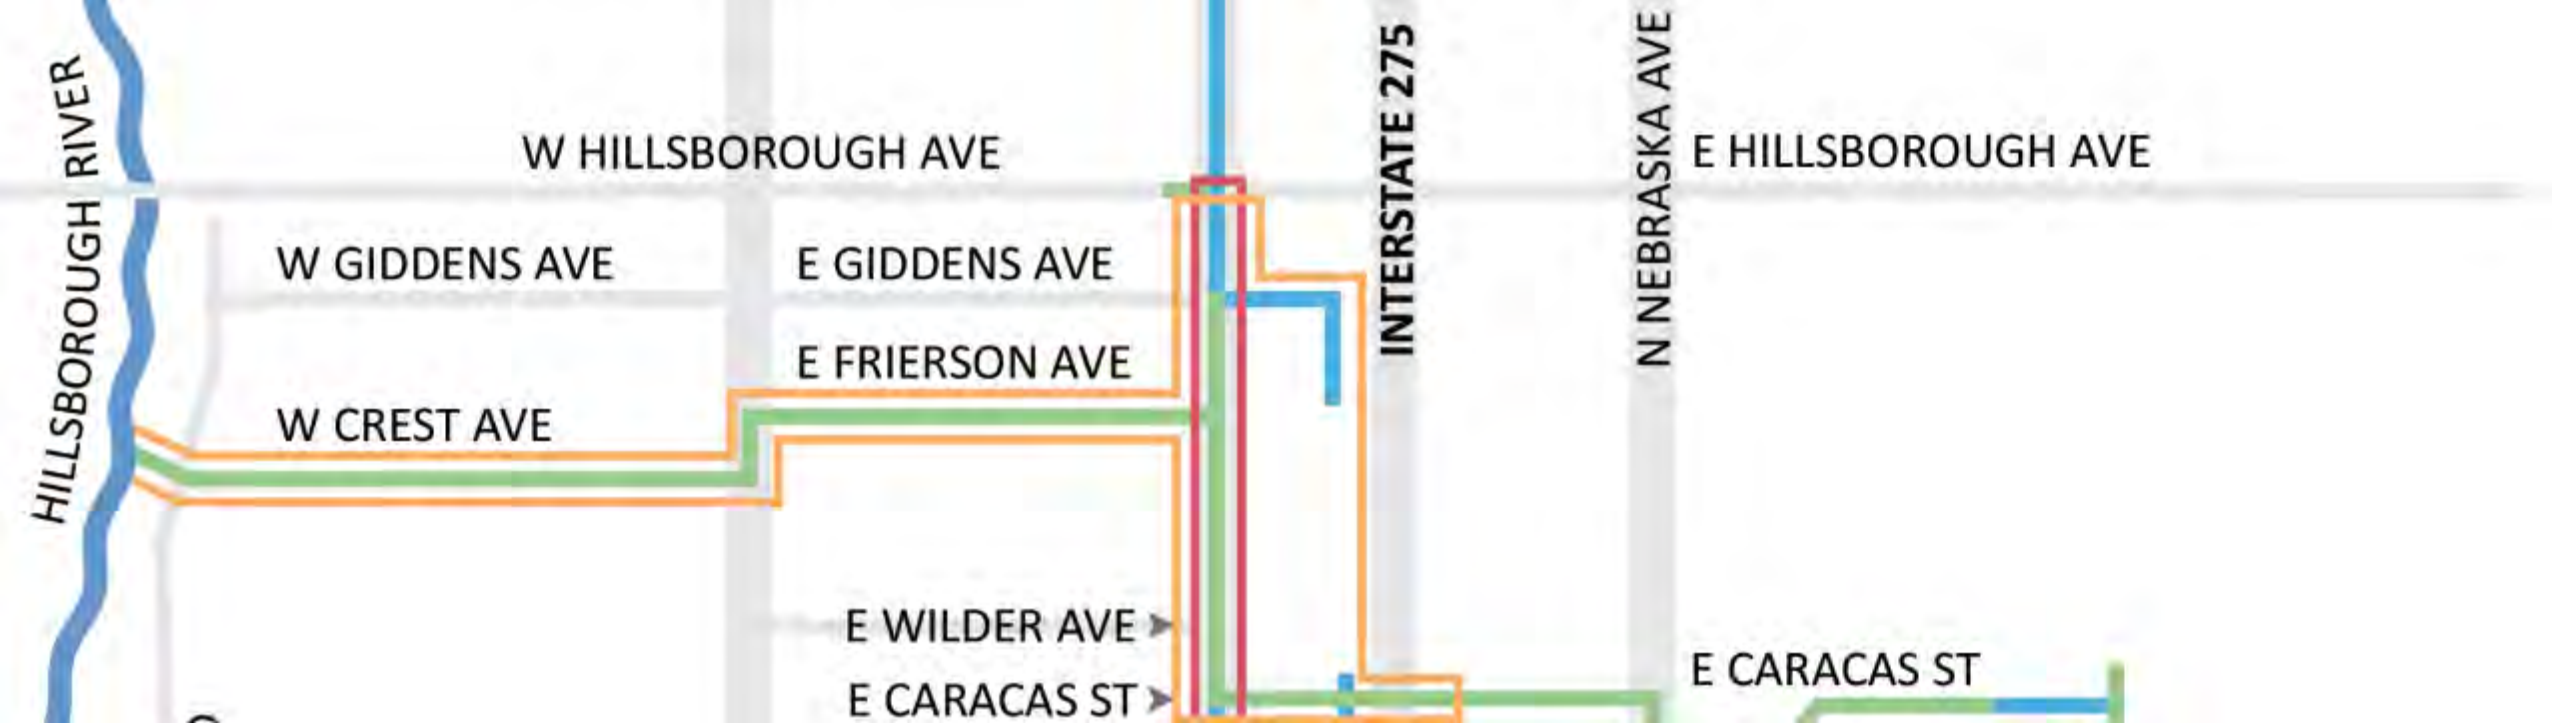 HILLSBOROUGH RIVER
W HILLSBOROUGH AVE
INTERSTATE 275
N NEBRASKA AVE
E HILLSBOROUGH AVE
W GIDDENS AVE
E GIDDENS AVE
E FRIERSON AVE
W CREST AVE
E WILDER AVE
E CARACAS ST
E CARACAS ST